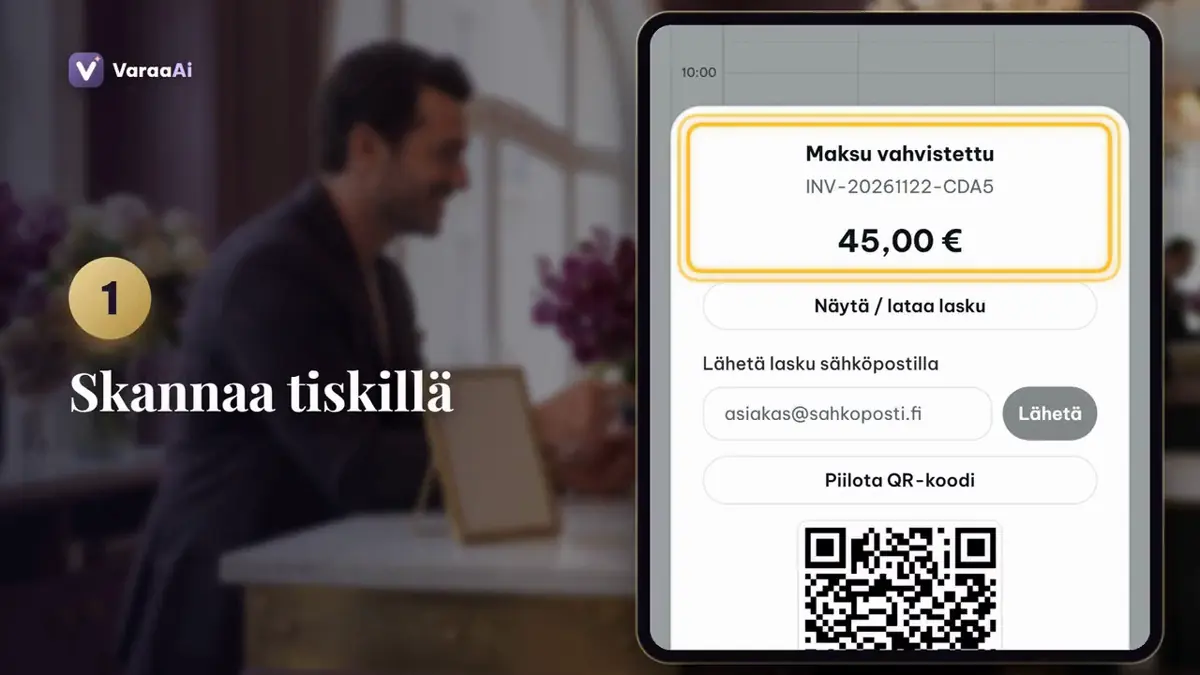 VaraaAi
1
Skannaa tiskillä
10:00
Maksu vahvistettu
INV-20261122-CDA5
45,00 €
Näytä / lataa lasku
Lähetä lasku sähköpostilla
asiakas@sahkoposti.fi
Lähetä
Piilota QR-koodi